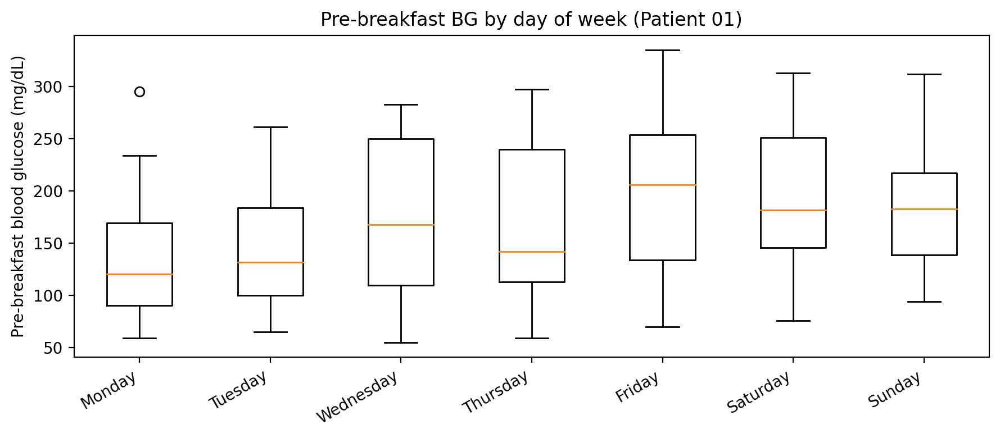 Pre-breakfast BG by day of week (Patient 01)
Pre-breakfast blood glucose (mg/dL)
300
250
200
150
100
50
Monday
Tuesday
Wednesday
Thursday
Friday
Saturday
Sunday